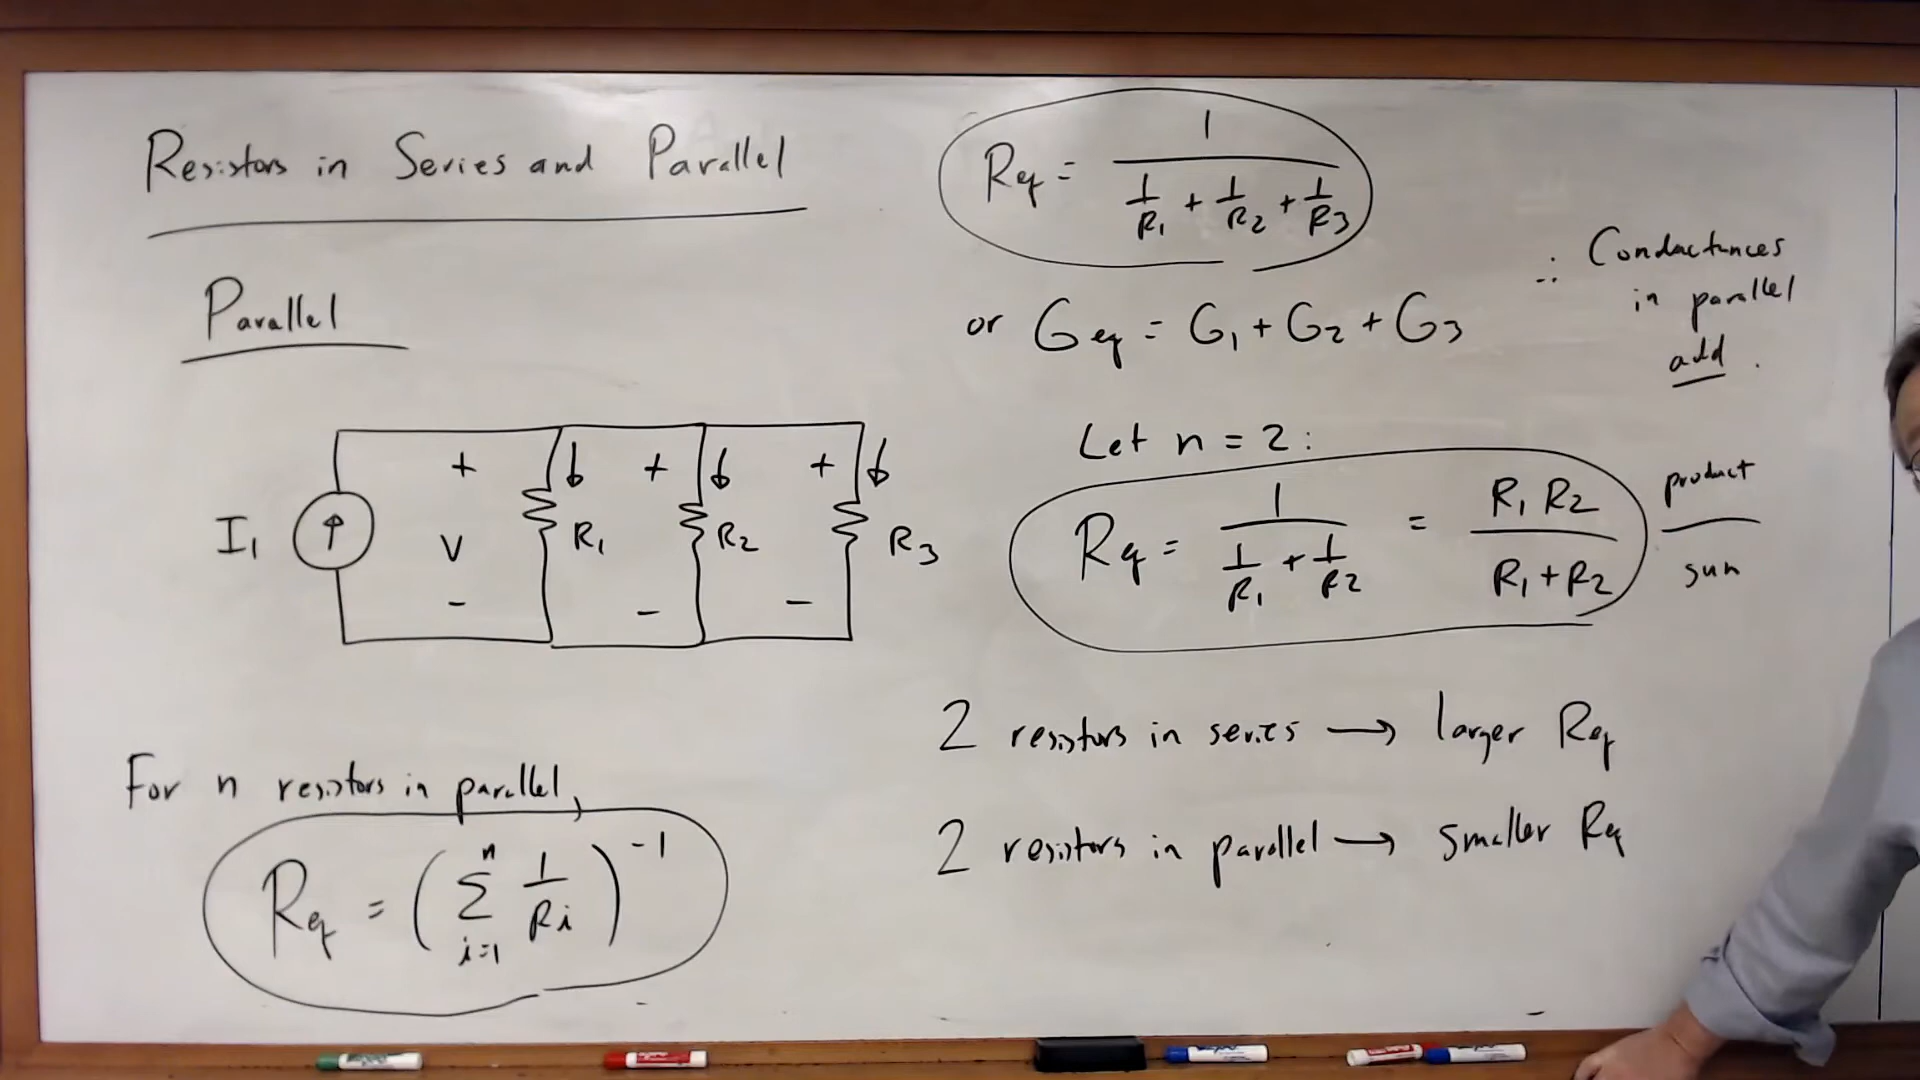 Resistors in Series and Parallel
Parallel
I₁
+ + +
V R₁ R₂ R₃
- - -
For n resistors in parallel,
Req = (∑ i=1 n 1/Ri)⁻¹
Req = 1 / (1/R₁ + 1/R₂ + 1/R₃)
or Geq = G₁ + G₂ + G₃
∴ Conductances
in parallel
add.
Let n = 2:
Req = 1 / (1/R₁ + 1/R₂) = R₁ R₂ / (R₁ + R₂)
product
sum
2 resistors in series → larger Req
2 resistors in parallel → smaller Req